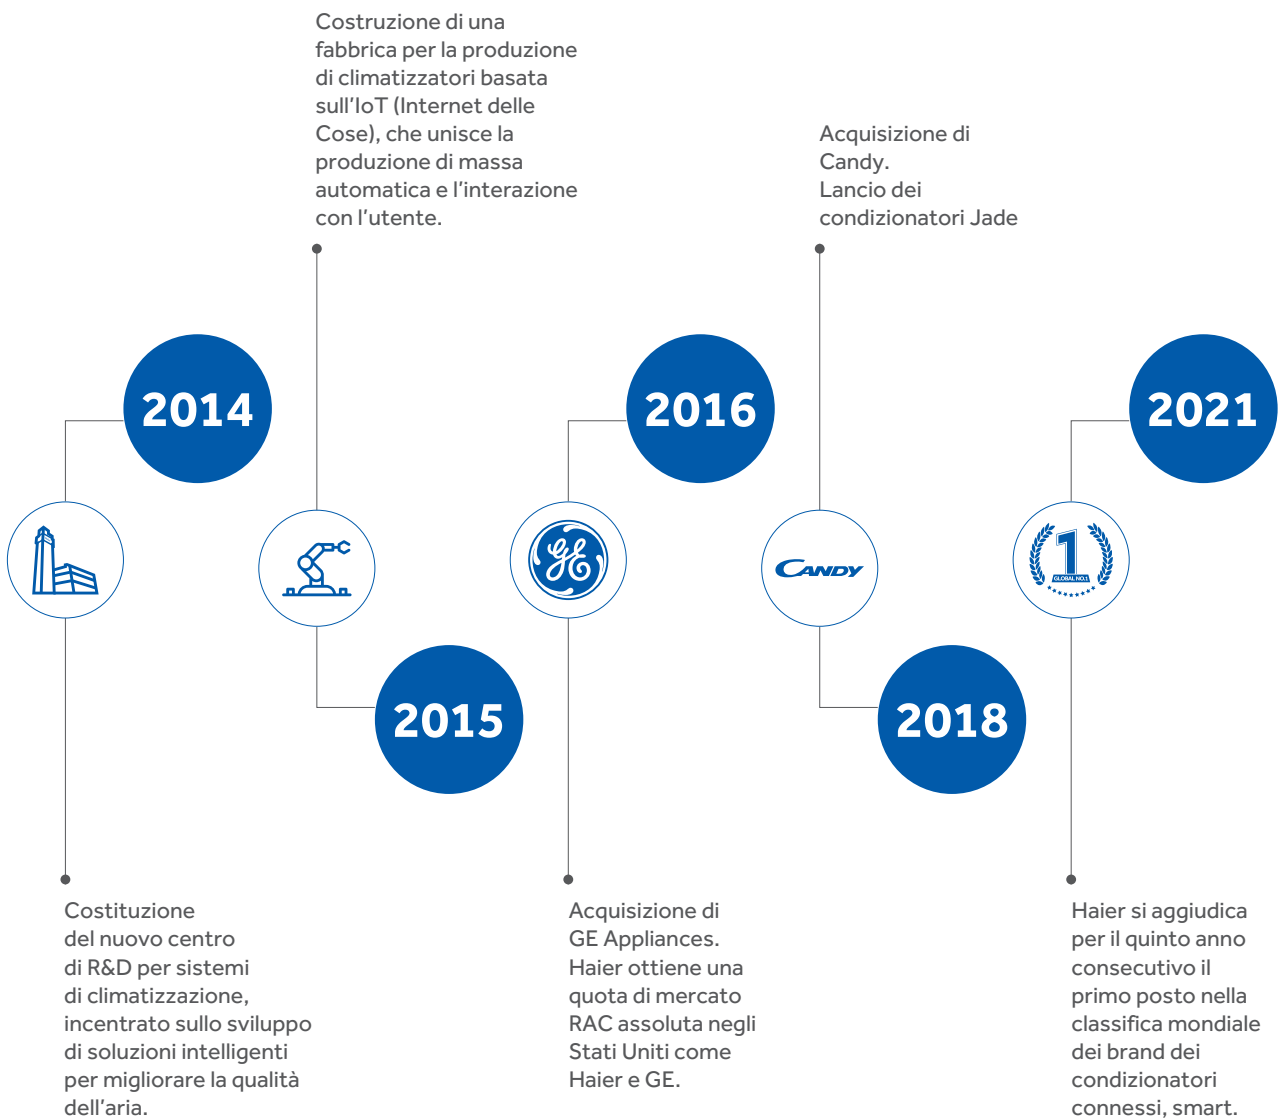 Costruzione di una
fabbrica per la produzione
di climatizzatori basata
sull'IoT (Internet delle
Cose), che unisce la
produzione di massa
automatica e l'interazione
con l'utente.
Acquisizione di
Candy.
Lancio dei
condizionatori Jade
2014
2016
2021
GE
CANDY
1
GLOBAL NO.1
2015
2018
Costituzione
del nuovo centro
di R&D per sistemi
di climatizzazione,
incentrato sullo sviluppo
di soluzioni intelligenti
per migliorare la qualità
dell'aria.
Acquisizione di
GE Appliances.
Haier ottiene una
quota di mercato
RAC assoluta negli
Stati Uniti come
Haier e GE.
Haier si aggiudica
per il quinto anno
consecutivo il
primo posto nella
classifica mondiale
dei brand dei
condizionatori
connessi, smart.